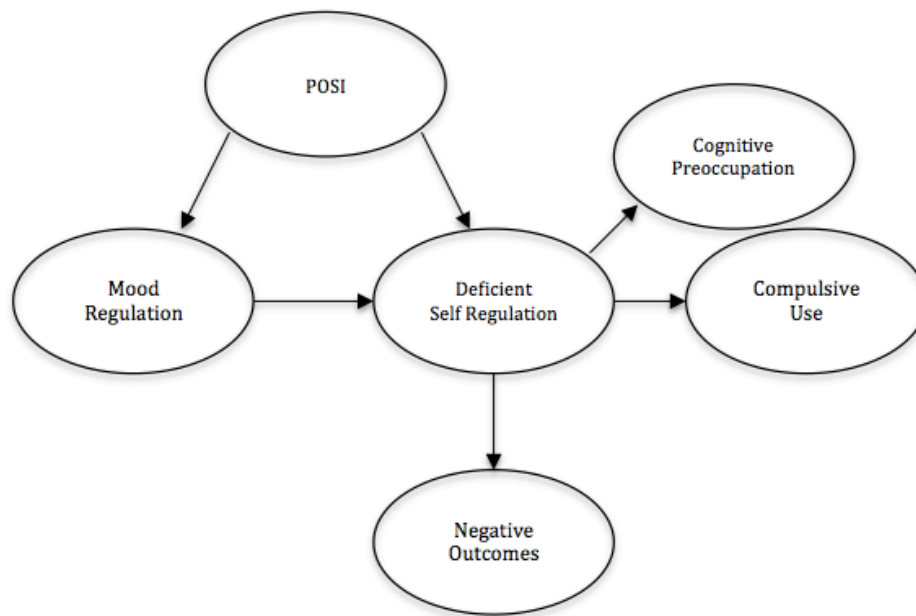 POSI
Cognitive
Preoccupation
Mood
Regulation
Deficient
Self Regulation
Compulsive
Use
Negative
Outcomes